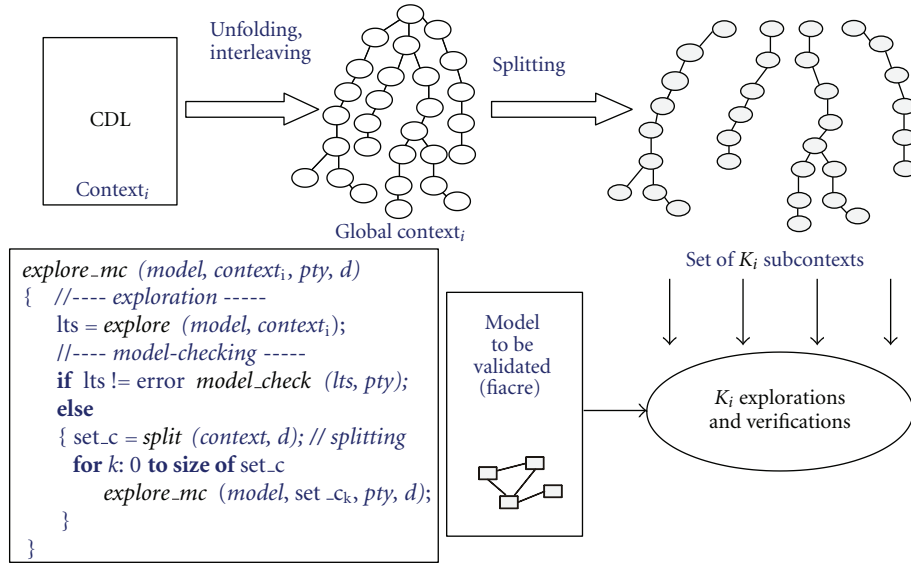 Unfolding,
interleaving
Splitting
CDL
Context_i
Global context_i
Set of K_i subcontexts
explore_mc (model, context_i, pty, d)
{ //---- exploration -----
lts = explore (model, context_i);
//---- model-checking -----
if lts != error model_check (lts, pty);
else
{ set_c = split (context, d); // splitting
for k: 0 to size of set_c
explore_mc (model, set_c_k, pty, d);
}
}
Model
to be
validated
(fiacre)
K_i explorations
and verifications